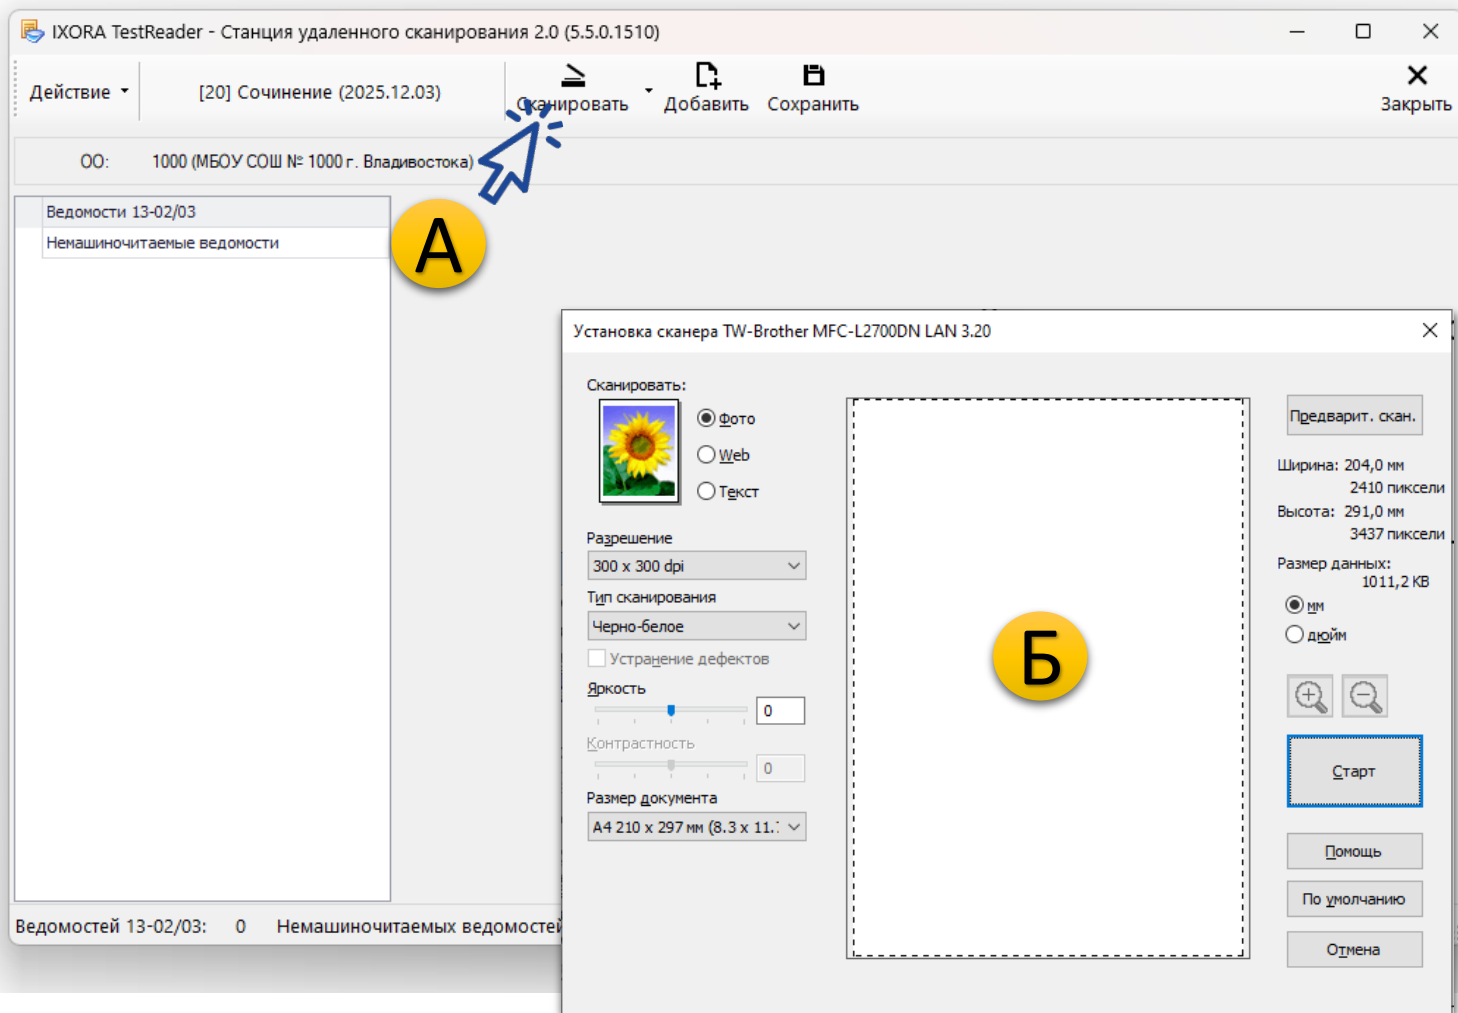 IXORA TestReader - Станция удаленного сканирования 2.0 (5.5.0.1510)
Действие
[20] Сочинение (2025.12.03)
Сканировать
Добавить
Сохранить
Закрыть
ОО:
1000 (МБОУ СОШ № 1000 г. Владивостока)
Ведомости 13-02/03
Немашиночитаемые ведомости
А
Установка сканера TW-Brother MFC-L2700DN LAN 3.20
Сканировать:
Фото
Web
Текст
Разрешение
300 x 300 dpi
Тип сканирования
Черно-белое
Устранение дефектов
Яркость
0
Контрастность
0
Размер документа
A4 210 x 297 мм (8.3 x 11.
Б
Предварит. скан.
Ширина: 204,0 мм
2410 пиксели
Высота: 291,0 мм
3437 пиксели
Размер данных:
1011,2 KB
мм
дюйм
Старт
Помощь
По умолчанию
Отмена
Ведомостей 13-02/03: 0 Немашиночитаемых ведомостей